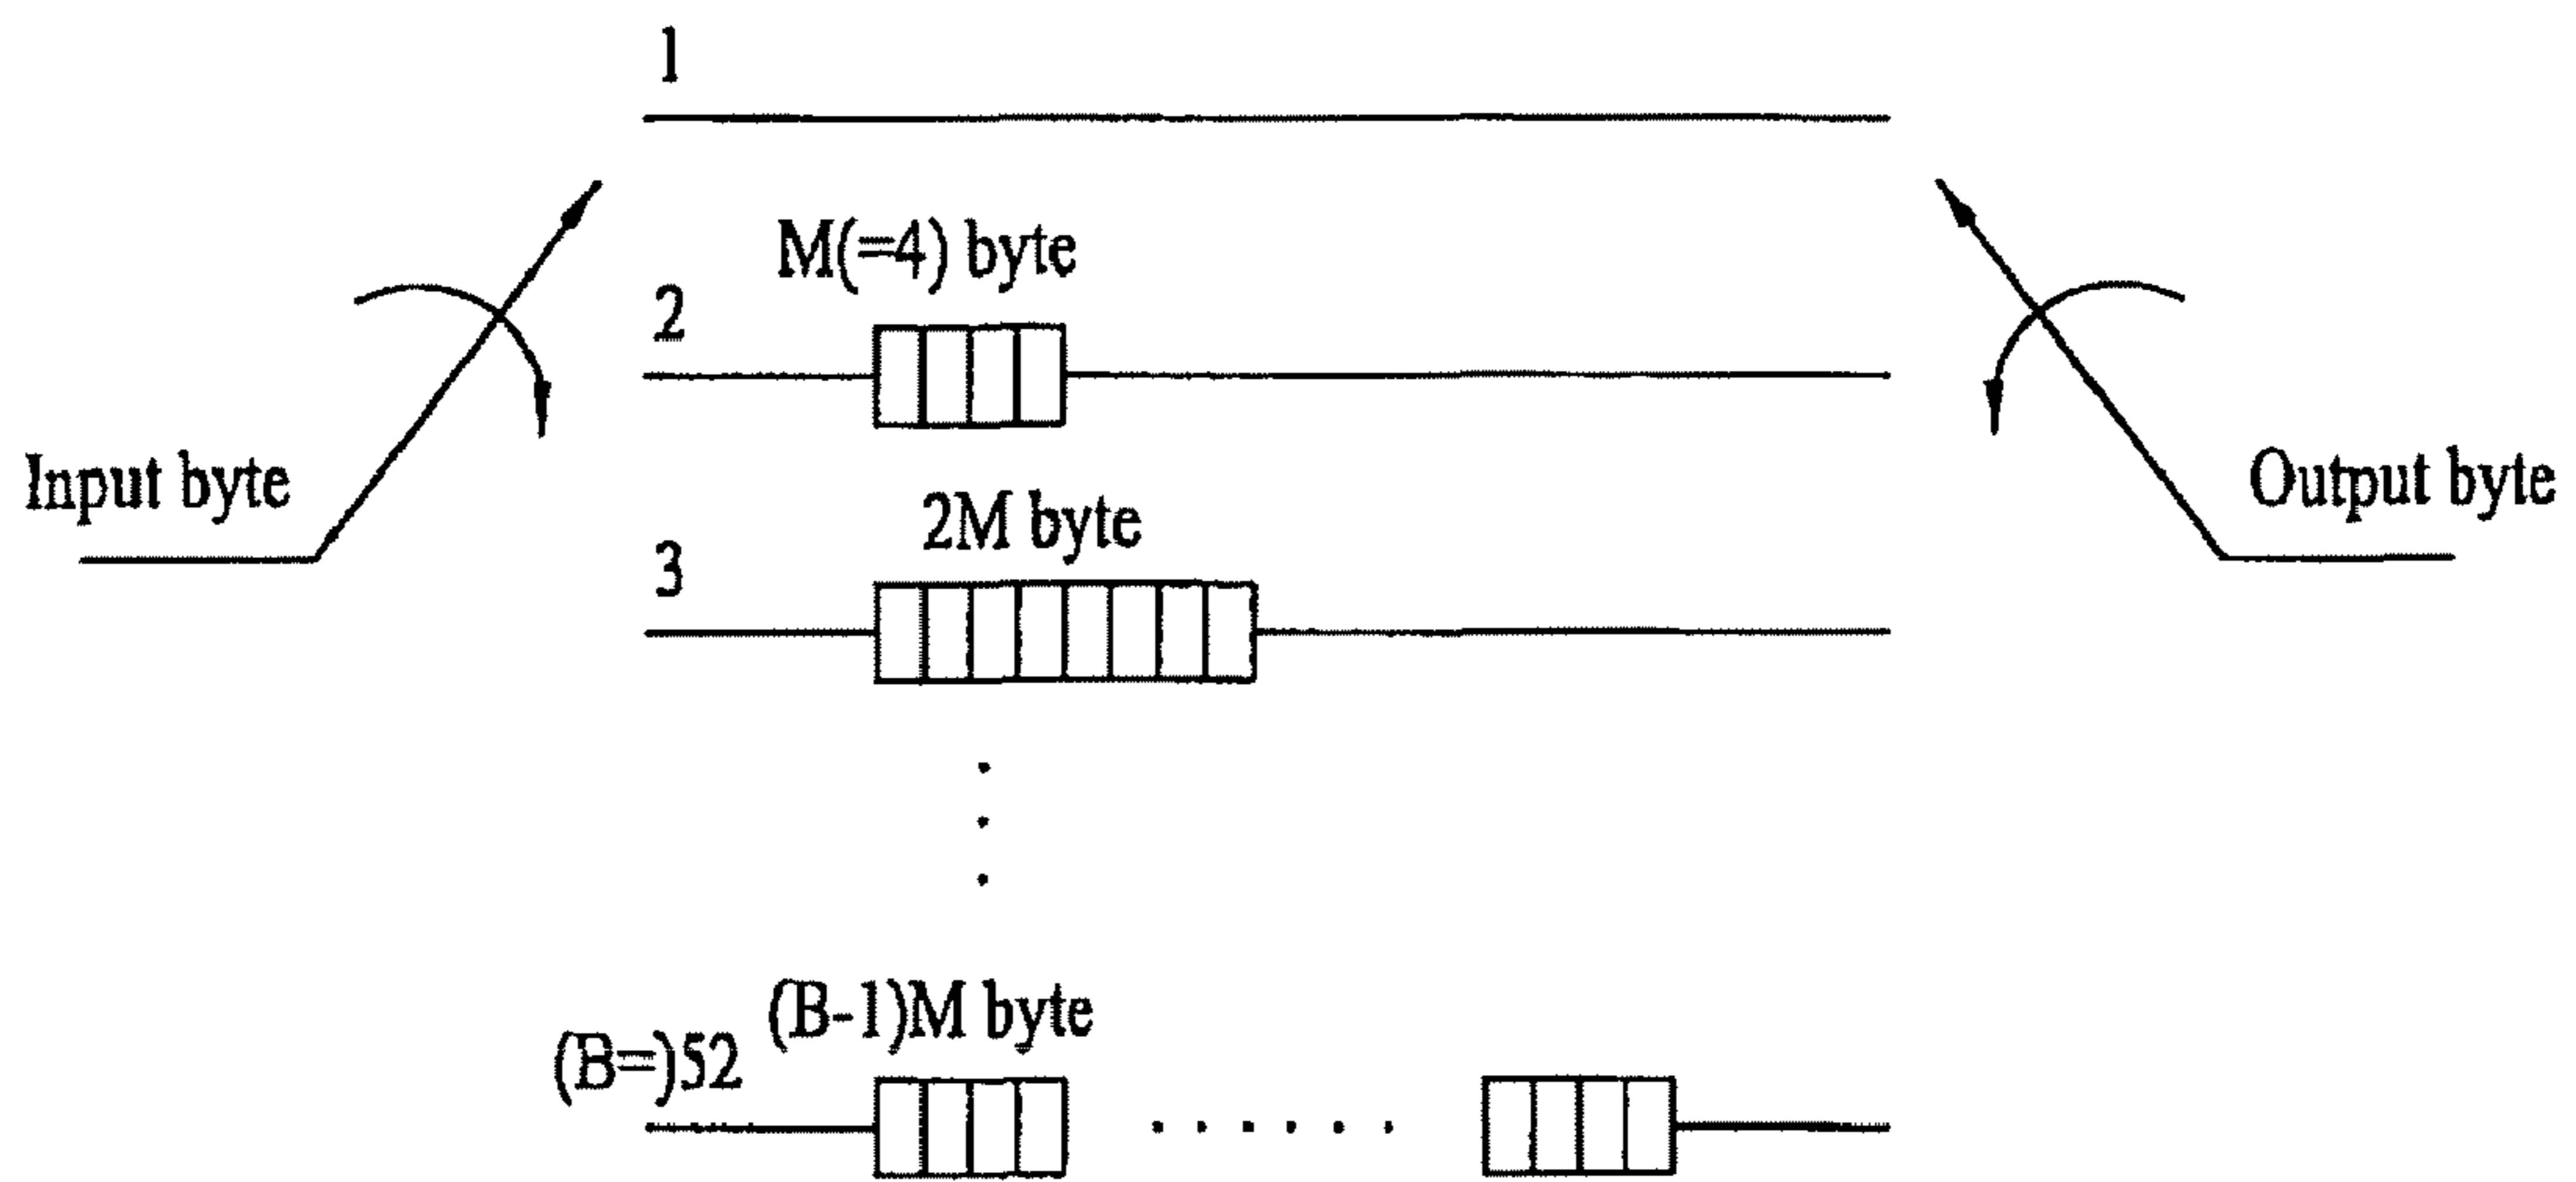 1
M(=4) byte
2
Input byte
Output byte
2M byte
3
(B-1)M byte
(B=)52